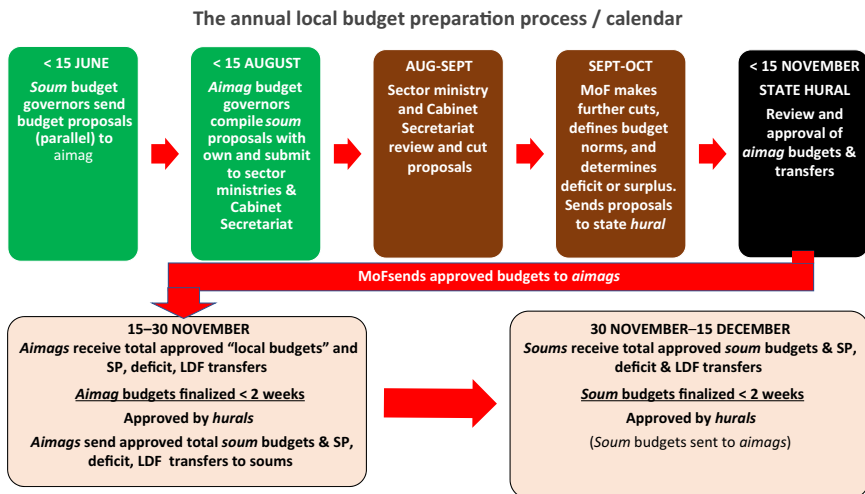 The annual local budget preparation process / calendar
< 15 JUNE
Soum budget
governors send
budget proposals
(parallel) to
aimag
< 15 AUGUST
Aimag budget
governors
compile soum
proposals with
own and submit
to sector
ministries &
Cabinet
Secretariat
AUG-SEPT
Sector ministry
and Cabinet
Secretariat
review and cut
proposals
SEPT-OCT
MoF makes
further cuts,
defines budget
norms, and
determines
deficit or surplus.
Sends proposals
to state hural
< 15 NOVEMBER
STATE HURAL
Review and
approval of
aimag budgets &
transfers
MoFsends approved budgets to aimags
15–30 NOVEMBER
Aimags receive total approved “local budgets” and
SP, deficit, LDF transfers
Aimag budgets finalized < 2 weeks
Approved by hurals
Aimags send approved total soum budgets & SP,
deficit, LDF transfers to soums
30 NOVEMBER–15 DECEMBER
Soums receive total approved soum budgets & SP,
deficit & LDF transfers
Soum budgets finalized < 2 weeks
Approved by hurals
(Soum budgets sent to aimags)